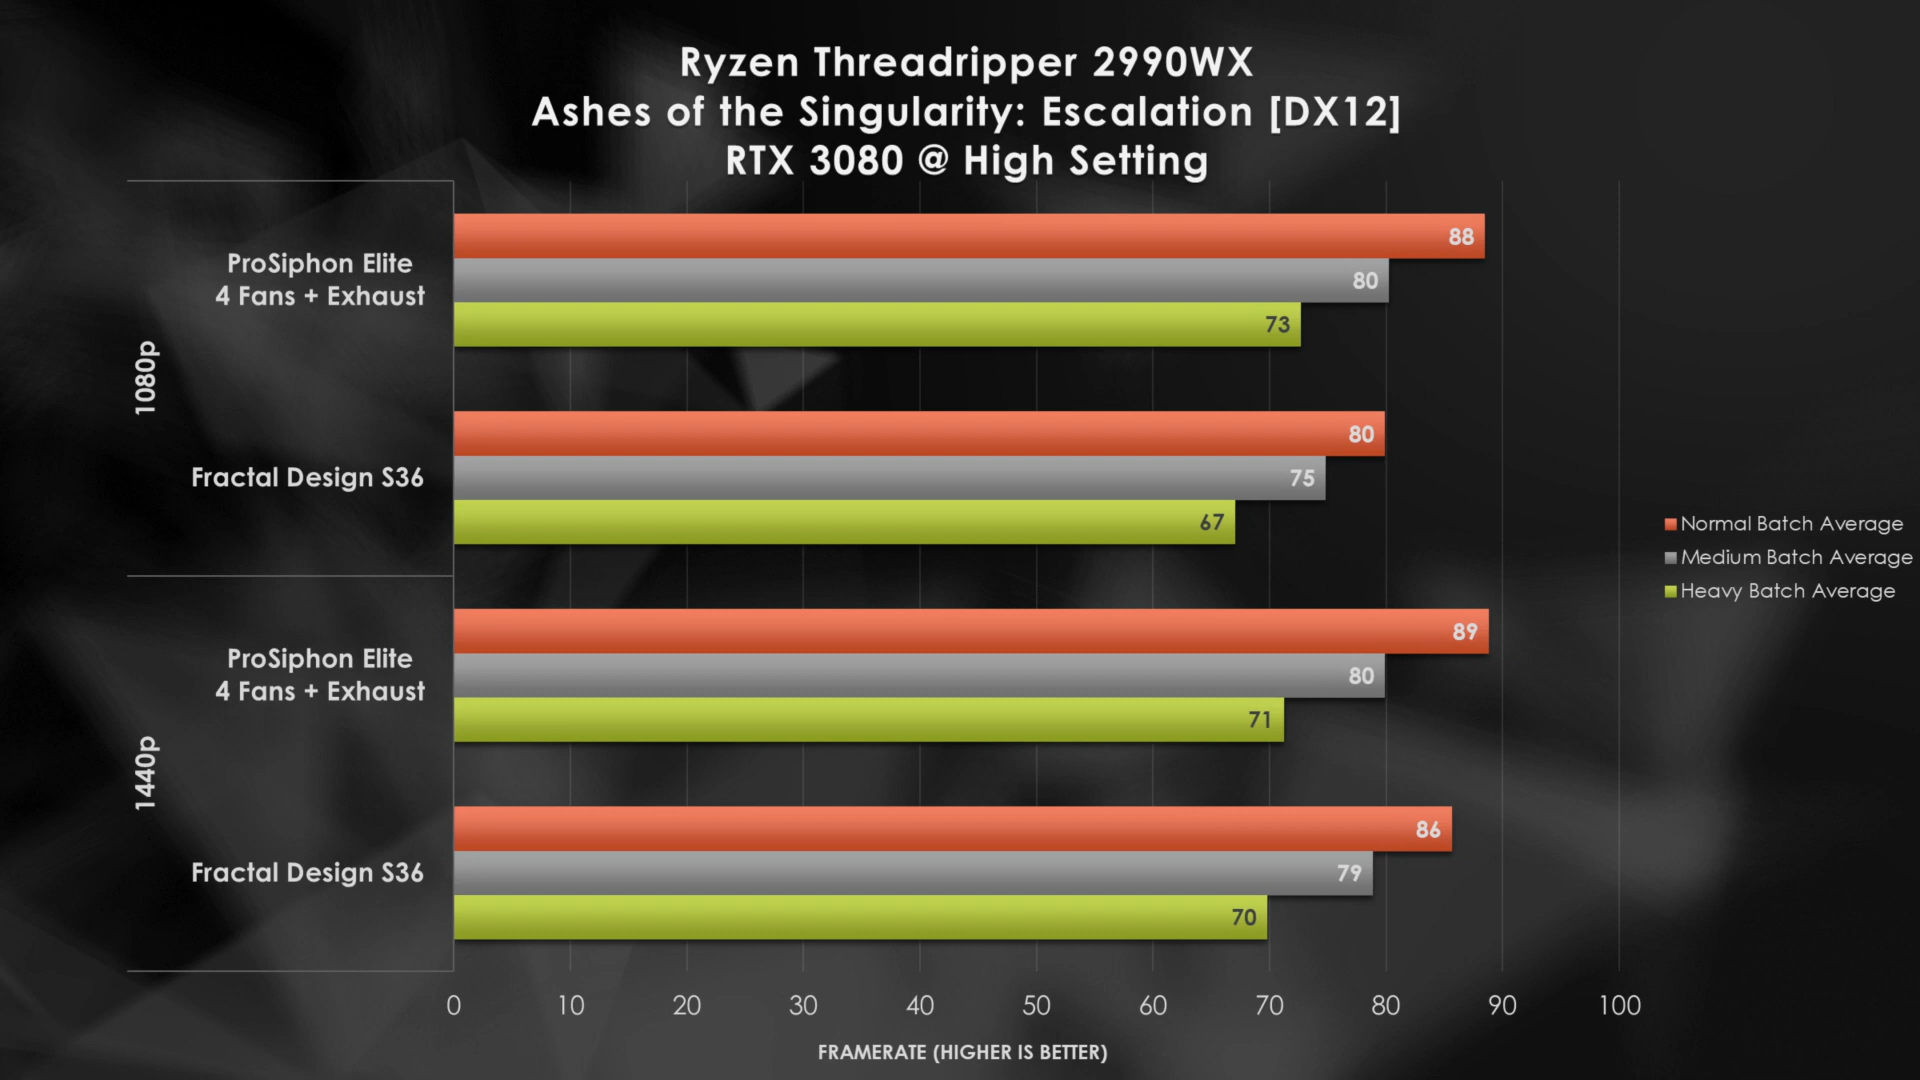 Ryzen Threadripper 2990WX
Ashes of the Singularity: Escalation [DX12]
RTX 3080 @ High Setting
1080p
ProSiphon Elite
4 Fans + Exhaust
88
80
73
Fractal Design S36
80
75
67
1440p
ProSiphon Elite
4 Fans + Exhaust
89
80
71
Fractal Design S36
86
79
70
0 10 20 30 40 50 60 70 80 90 100
FRAMERATE (HIGHER IS BETTER)
Normal Batch Average
Medium Batch Average
Heavy Batch Average